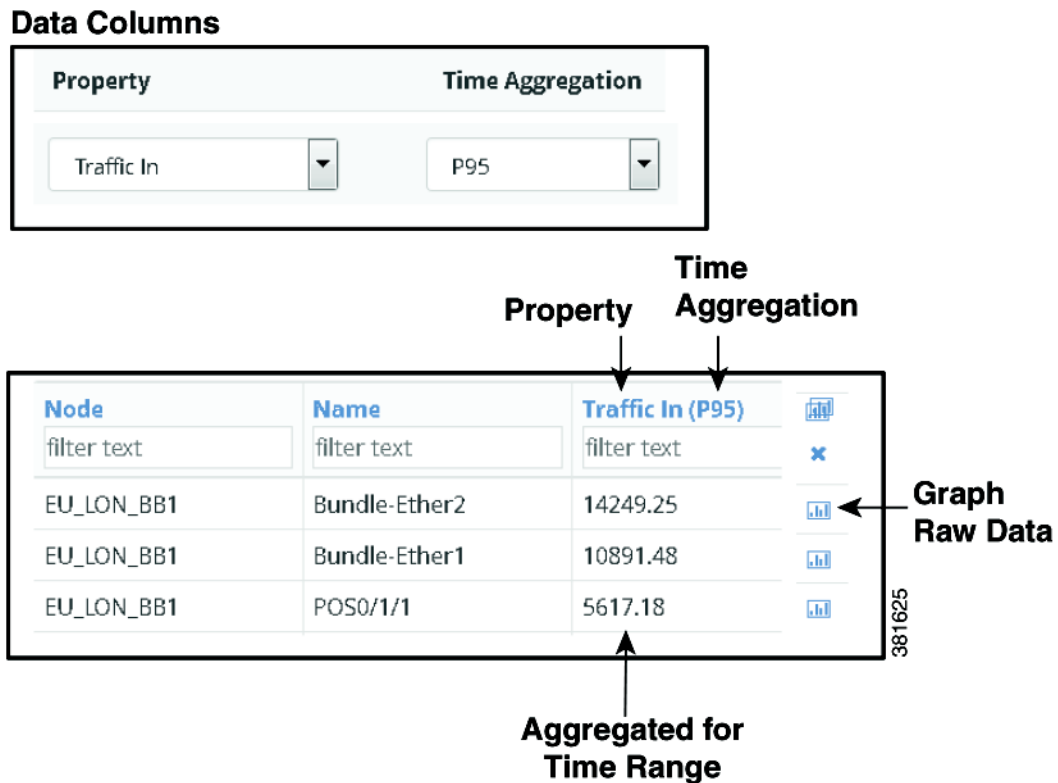 Data Columns
Property Time Aggregation
Traffic In P95
Time
Property Aggregation
Node Name Traffic In (P95)
filter text filter text filter text
EU_LON_BB1 Bundle-Ether2 14249.25
Graph
Raw Data
EU_LON_BB1 Bundle-Ether1 10891.48
EU_LON_BB1 POS0/1/1 5617.18
381625
Aggregated for
Time Range